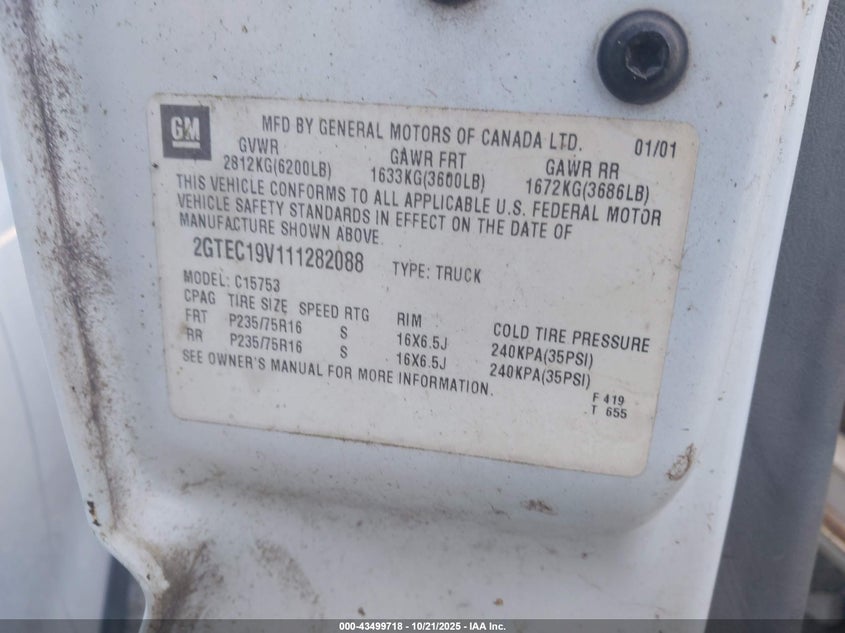 GM
MFD BY GENERAL MOTORS OF CANADA LTD. 01/01
GVWR GAWR FRT GAWR RR
2812KG(6200LB) 1633KG(3600LB) 1672KG(3686LB)
THIS VEHICLE CONFORMS TO ALL APPLICABLE U.S. FEDERAL MOTOR
VEHICLE SAFETY STANDARDS IN EFFECT ON THE DATE OF
MANUFACTURE SHOWN ABOVE.
2GTEC19V111282088 TYPE: TRUCK
MODEL: C15753
CPAG TIRE SIZE SPEED RTG RIM COLD TIRE PRESSURE
FRT P235/75R16 S 16X6.5J 240KPA(35PSI)
RR P235/75R16 S 16X6.5J 240KPA(35PSI)
SEE OWNER'S MANUAL FOR MORE INFORMATION.
F 419
T 655
000-43499718 - 10/21/2025 - IAA Inc.